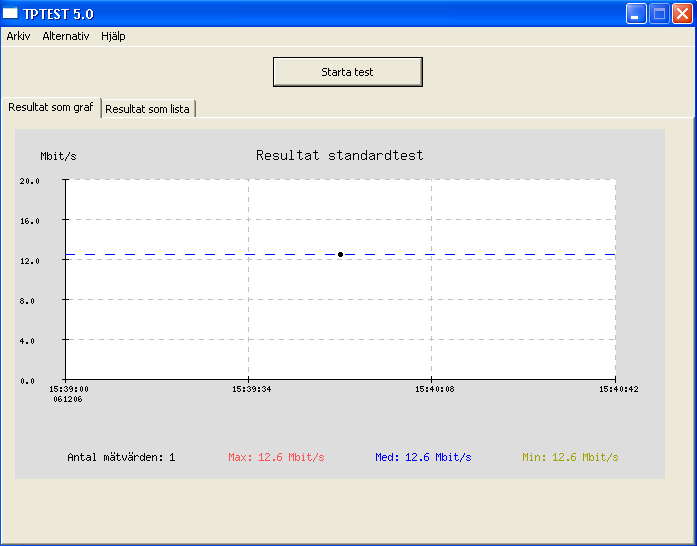 TPTEST 5.0
Arkiv Alternativ Hjälp
Starta test
Resultat som graf Resultat som lista
Mbit/s Resultat standardtest
20.0
16.0
12.0
8.0
4.0
0.0
15:39:00 15:39:34 15:40:08 15:40:42
061206
Antal mätvärden: 1 Max: 12.6 Mbit/s Med: 12.6 Mbit/s Min: 12.6 Mbit/s